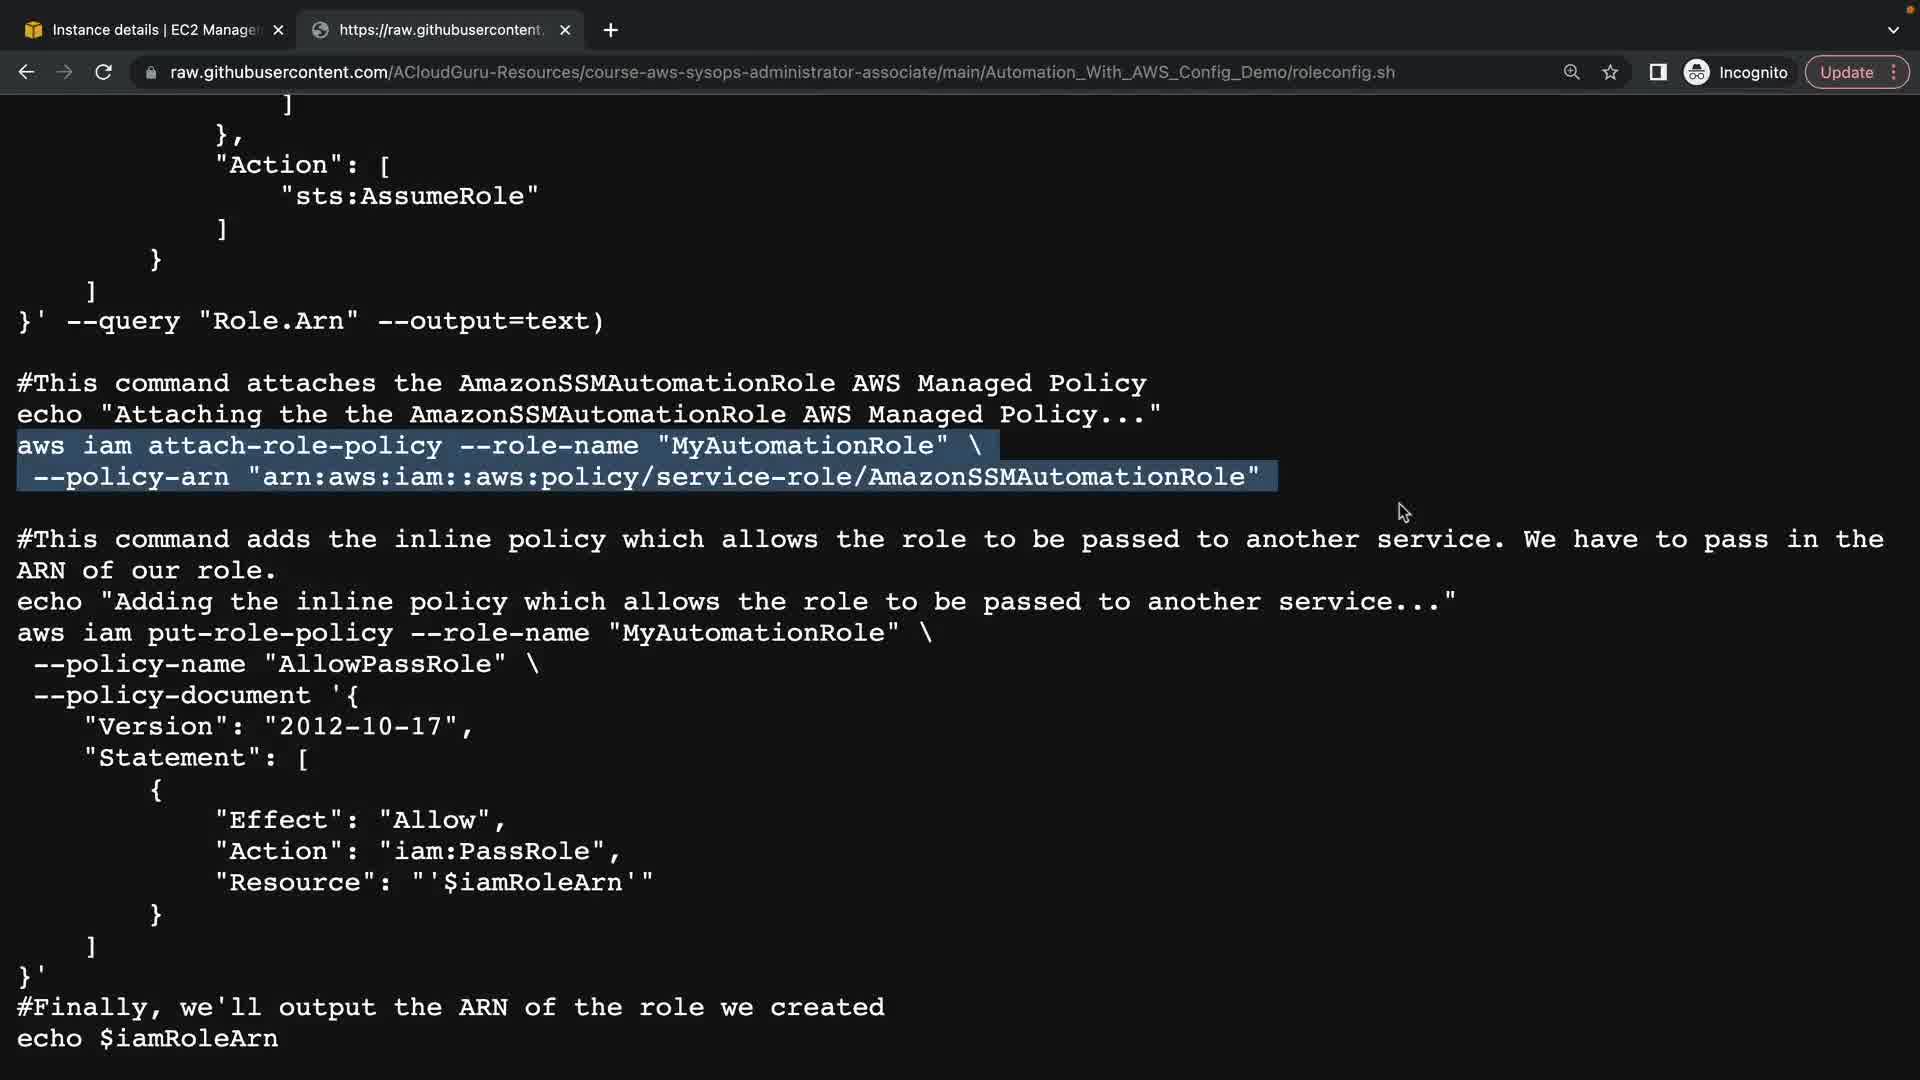 Instance details | EC2 Manage
https://raw.githubusercontent.
raw.githubusercontent.com/ACloudGuru-Resources/course-aws-sysops-administrator-associate/main/Automation_With_AWS_Config_Demo/roleconfig.sh
Incognito
Update
]
},
"Action": [
"sts:AssumeRole"
]
}
]
}' --query "Role.Arn" --output=text)
#This command attaches the AmazonSSMAutomationRole AWS Managed Policy
echo "Attaching the the AmazonSSMAutomationRole AWS Managed Policy..."
aws iam attach-role-policy --role-name "MyAutomationRole" \
--policy-arn "arn:aws:iam::aws:policy/service-role/AmazonSSMAutomationRole"
#This command adds the inline policy which allows the role to be passed to another service. We have to pass in the
ARN of our role.
echo "Adding the inline policy which allows the role to be passed to another service..."
aws iam put-role-policy --role-name "MyAutomationRole" \
--policy-name "AllowPassRole" \
--policy-document '{
"Version": "2012-10-17",
"Statement": [
{
"Effect": "Allow",
"Action": "iam:PassRole",
"Resource": "'$iamRoleArn'"
}
]
}'
#Finally, we'll output the ARN of the role we created
echo $iamRoleArn